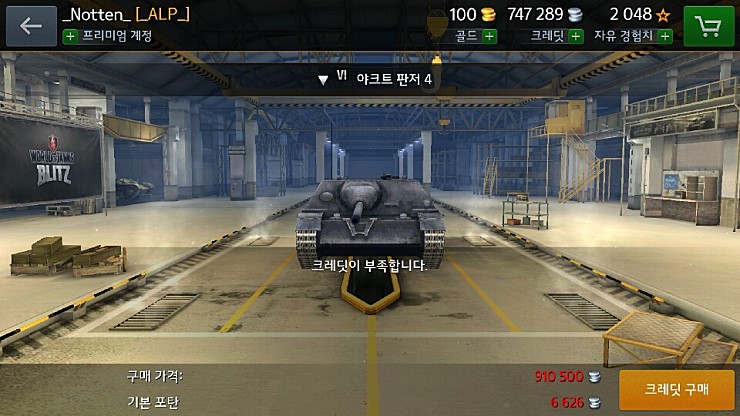 _Notten_ [_ALP_]
프리미엄 계정
100
골드
747 289
크레딧
2 048
자유 경험치
VI 야크트 판저 4
WORLD OF TANKS
BLITZ
크레딧이 부족합니다.
구매 가격:
910 500
기본 포탄
6 626
크레딧 구매